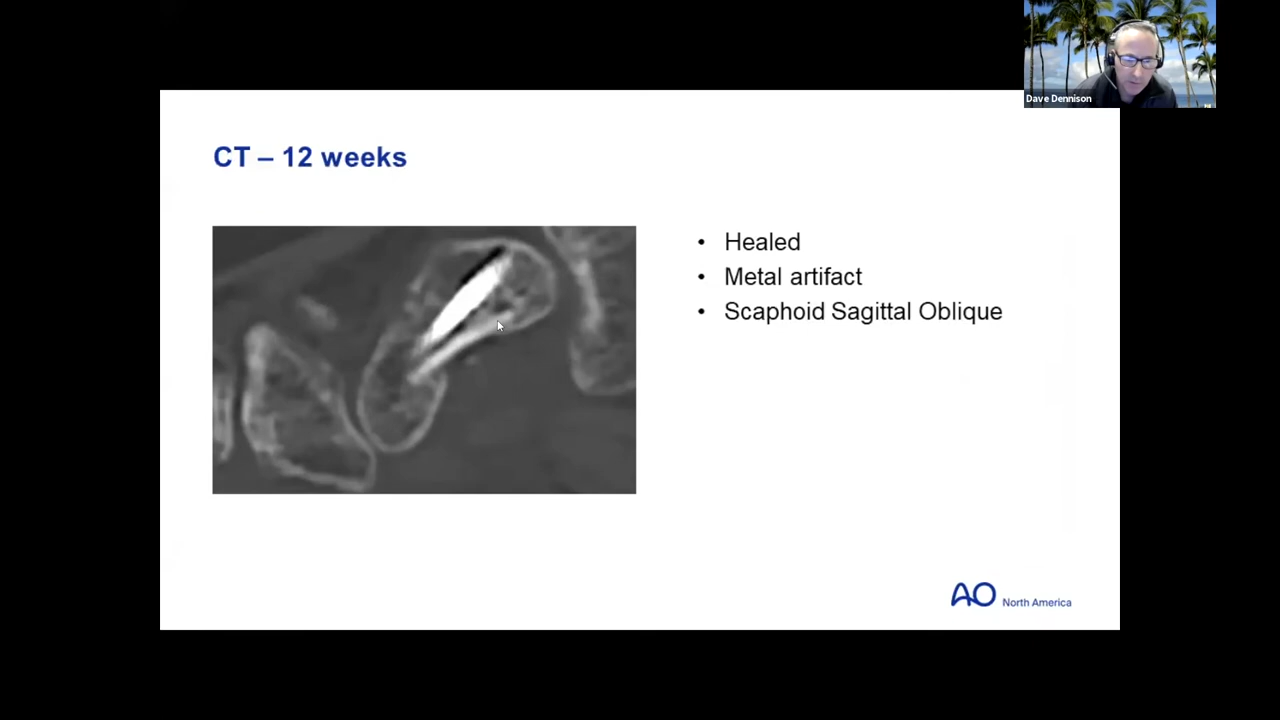 Dave Dennison
CT – 12 weeks
• Healed
• Metal artifact
• Scaphoid Sagittal Oblique
AO North America